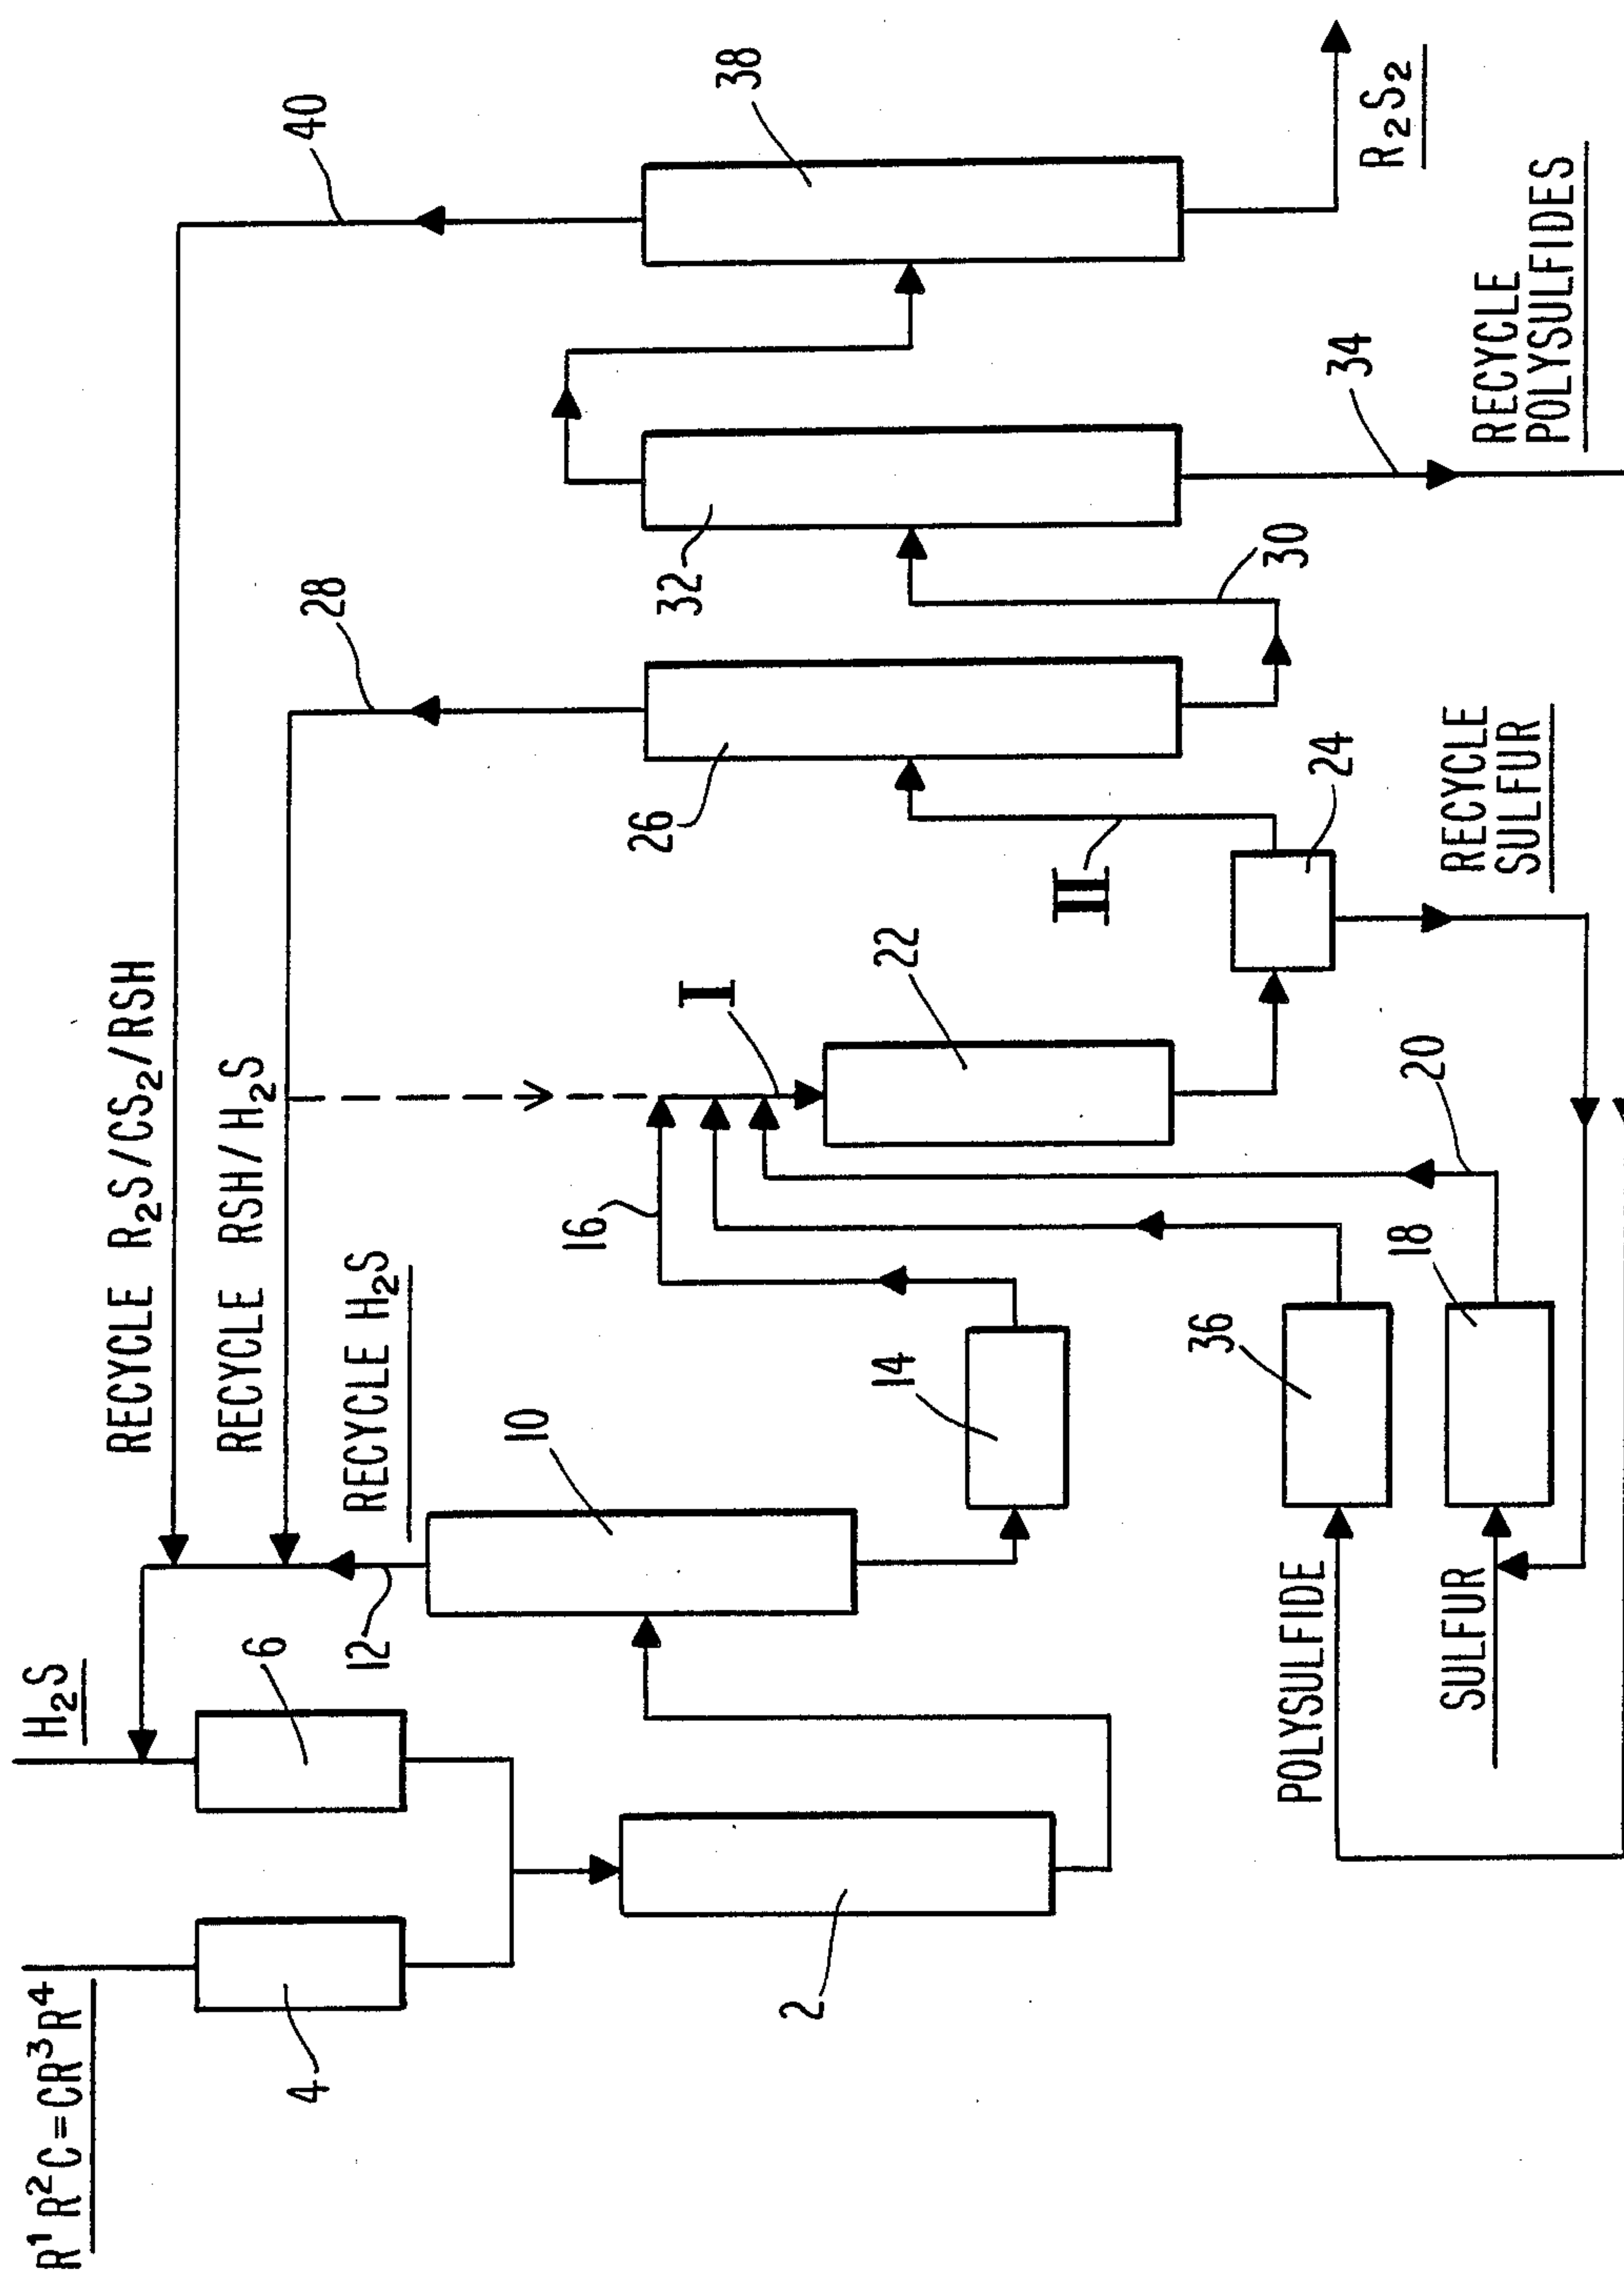 R¹R²C=CR³R⁴
H₂S
4
6
2
12
10
RECYCLE R₂S/CS₂/RSH
RECYCLE RSH/H₂S
RECYCLE H₂S
14
16
POLYSULFIDE
36
SULFUR
18
20
I
22
II
24
RECYCLE
SULFUR
26
28
30
32
34
RECYCLE
POLYSULFIDES
38
40
R₂S₂